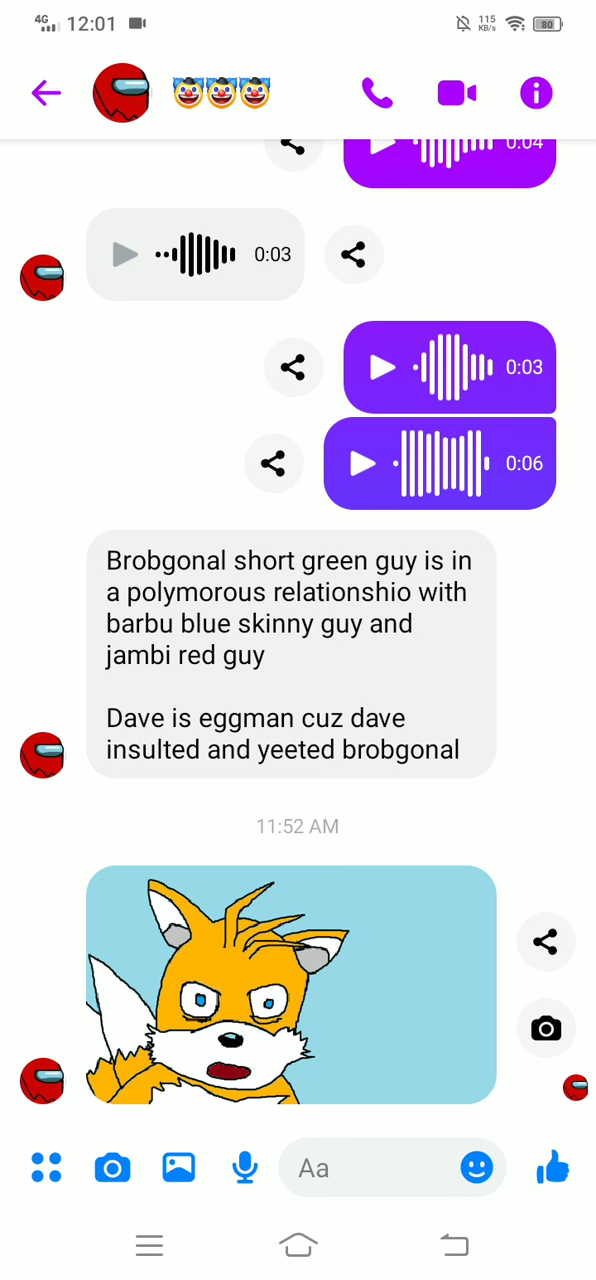 4G 12:01 115 KB/s 80
🤡🤡🤡
0:04
0:03
0:03
0:06
Brobgonal short green guy is in
a polymorous relationshio with
barbu blue skinny guy and
jambi red guy
Dave is eggman cuz dave
insulted and yeeted brobgonal
11:52 AM
Aa